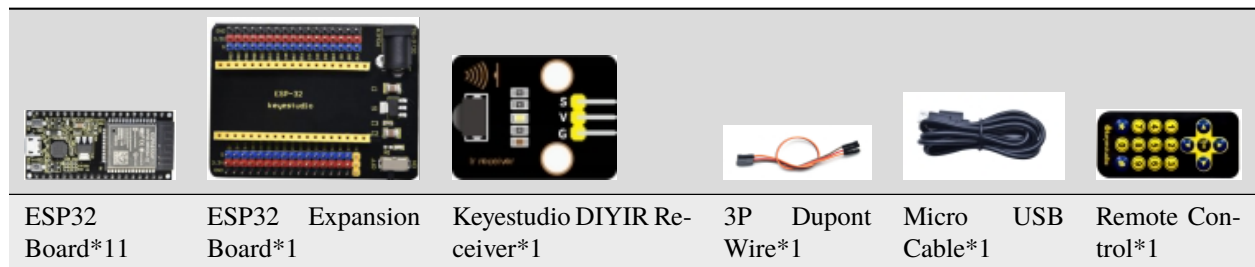 ESP-32
keyestudio
S
V
G
ESP32 Board*11
ESP32 Expansion Board*1
Keyestudio DIYIR Re-
ceiver*1
3P Dupont Wire*1
Micro USB Cable*1
Remote Con-
trol*1